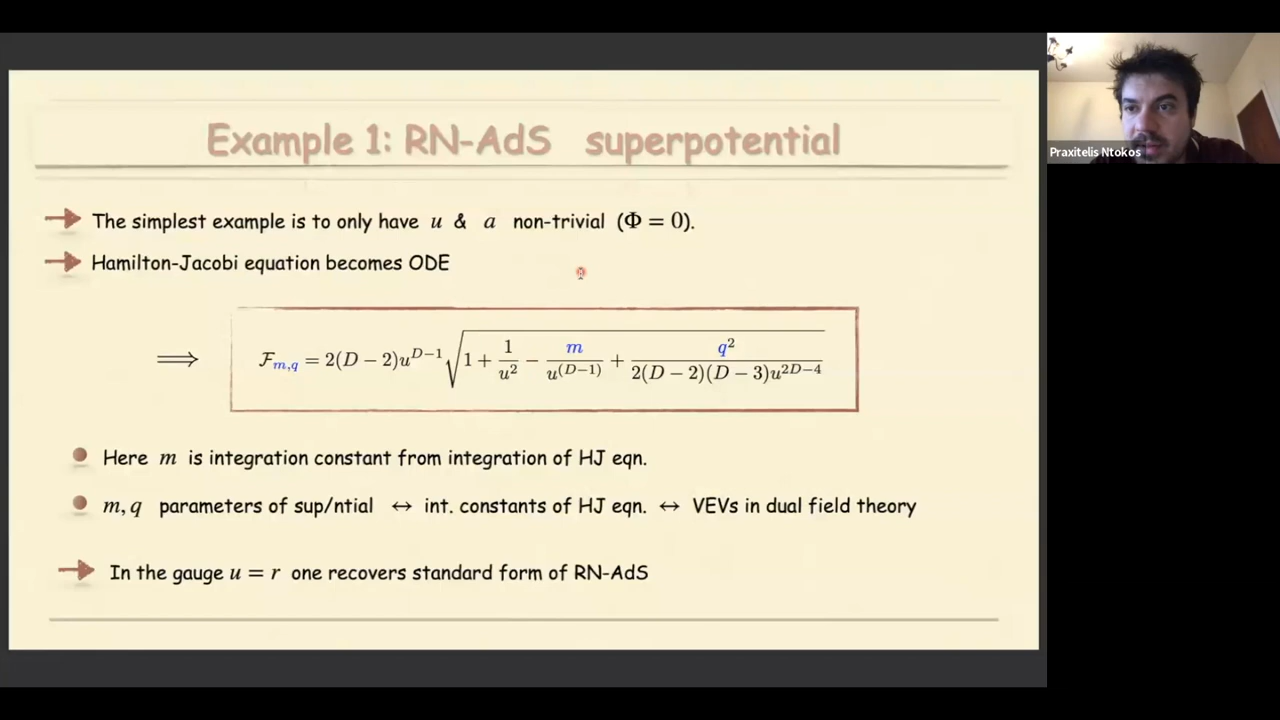 Example 1: RN-AdS superpotential
Praxitelis Ntokos
The simplest example is to only have u & a non-trivial (Φ = 0).
Hamilton-Jacobi equation becomes ODE
⟹ ℱ_{m,q} = 2(D − 2)u^{D−1} √(1 + 1/u² − m/u^{(D−1)} + q²/(2(D − 2)(D − 3)u^{2D−4}))
Here m is integration constant from integration of HJ eqn.
m, q parameters of sup/ntial ↔ int. constants of HJ eqn. ↔ VEVs in dual field theory
In the gauge u = r one recovers standard form of RN-AdS